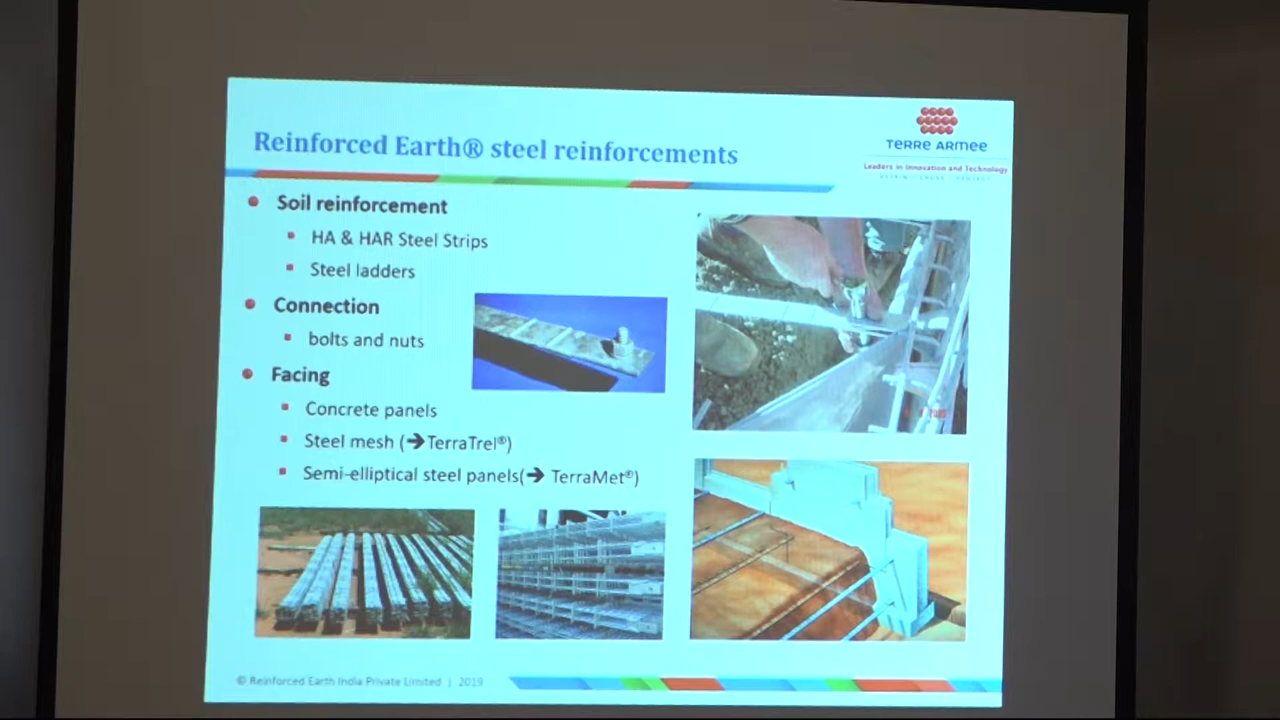 Reinforced Earth® steel reinforcements
TERRE ARMEE
Leaders in Innovation and Technology
Soil reinforcement
HA & HAR Steel Strips
Steel ladders
Connection
bolts and nuts
Facing
Concrete panels
Steel mesh (➔TerraTrel®)
Semi-elliptical steel panels(➔ TerraMet®)
© Reinforced Earth India Private Limited | 2019